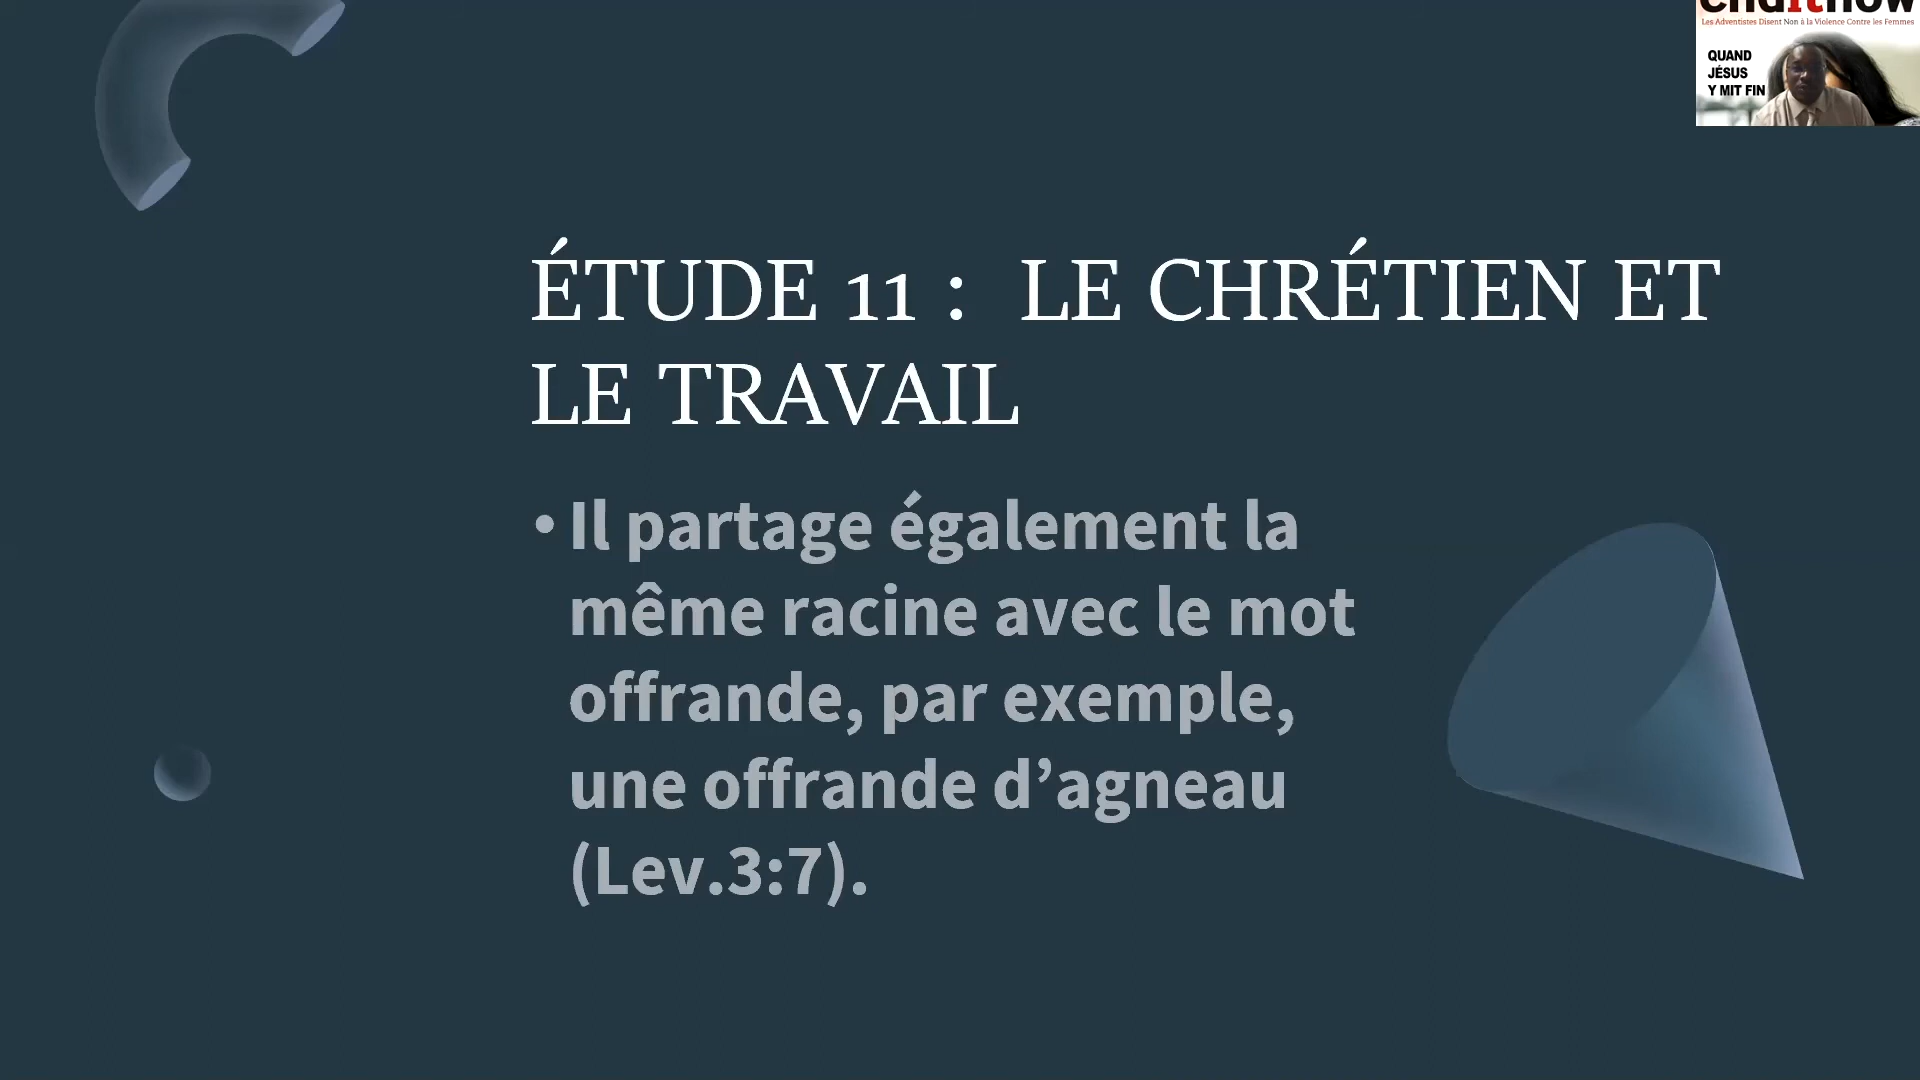 enditnow
Les Adventistes Disent Non à la Violence Contre les Femmes
QUAND
JÉSUS
Y MIT FIN
ÉTUDE 11 : LE CHRÉTIEN ET
LE TRAVAIL
• Il partage également la
même racine avec le mot
offrande, par exemple,
une offrande d’agneau
(Lev.3:7).